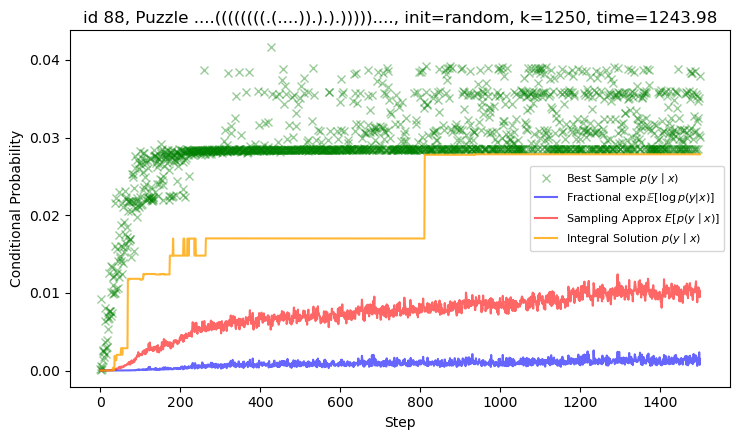 id 88, Puzzle ....((((((((.(....)).).).)))))...., init=random, k=1250, time=1243.98
0.04
0.03
0.02
0.01
0.00
Conditional Probability
Best Sample p(y | x)
Fractional exp 𝔼[log p(y|x)]
Sampling Approx E[p(y | x)]
Integral Solution p(y | x)
0 200 400 600 800 1000 1200 1400
Step